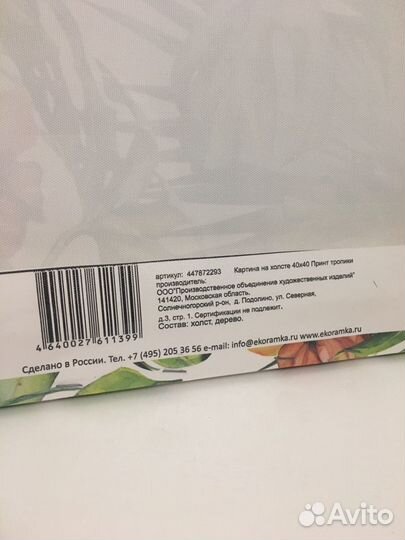 артикул: 447872293 Картина на холсте 40х40 Принт тропики
производитель:
ООО"Производственное объединения художественных изделий"
141420, Московская область,
Солнечногорский р-он, д. Подолино, ул. Северная,
д.3, стр. 1. Сертификации не подлежит.
Состав: холст, дерево.
4 640027 611399
Сделано в России. Тел. +7 (495) 205 36 56 e-mail: info@ekoramka.ru www.ekoramka.ru
Avito